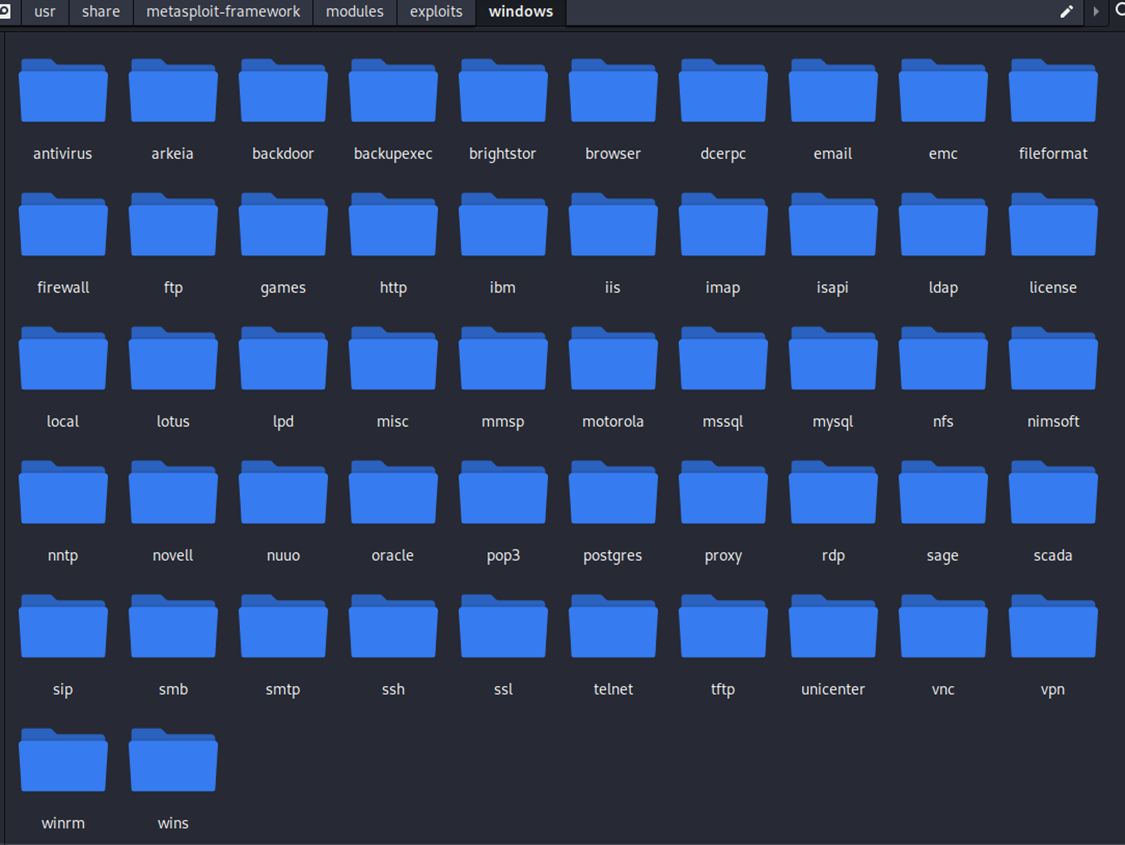 usr share metasploit-framework modules exploits windows
antivirus arkeia backdoor backupexec brightstor browser dcerpc email emc fileformat
firewall ftp games http ibm iis imap isapi ldap license
local lotus lpd misc mmsp motorola mssql mysql nfs nimsoft
nntp novell nuuo oracle pop3 postgres proxy rdp sage scada
sip smb smtp ssh ssl telnet tftp unicenter vnc vpn
winrm wins